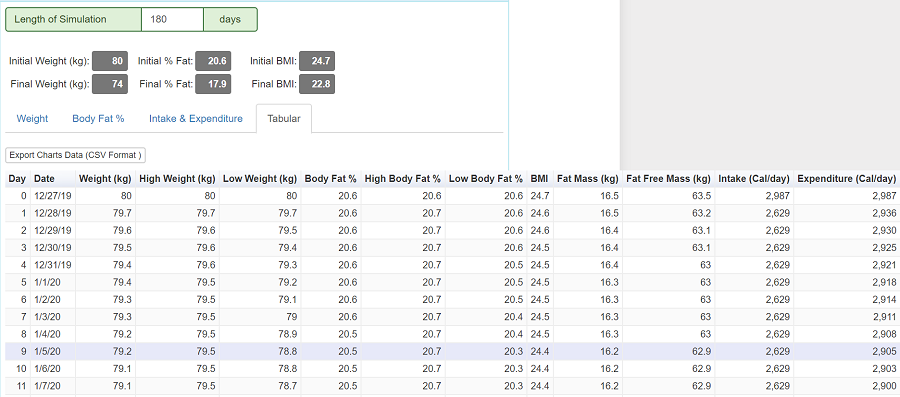 Length of Simulation 180 days
Initial Weight (kg): 80 Initial % Fat: 20.6 Initial BMI: 24.7
Final Weight (kg): 74 Final % Fat: 17.9 Final BMI: 22.8
Weight Body Fat % Intake & Expenditure Tabular
Export Charts Data (CSV Format )
Day Date Weight (kg) High Weight (kg) Low Weight (kg) Body Fat % High Body Fat % Low Body Fat % BMI Fat Mass (kg) Fat Free Mass (kg) Intake (Cal/day) Expenditure (Cal/day)
0 12/27/19 80 80 80 20.6 20.6 20.6 24.7 16.5 63.5 2,987 2,987
1 12/28/19 79.7 79.7 79.7 20.6 20.6 20.6 24.6 16.5 63.2 2,629 2,936
2 12/29/19 79.6 79.6 79.5 20.6 20.7 20.6 24.6 16.4 63.1 2,629 2,930
3 12/30/19 79.5 79.6 79.4 20.6 20.7 20.6 24.5 16.4 63.1 2,629 2,925
4 12/31/19 79.4 79.6 79.3 20.6 20.7 20.5 24.5 16.4 63 2,629 2,921
5 1/1/20 79.4 79.5 79.2 20.6 20.7 20.5 24.5 16.3 63 2,629 2,918
6 1/2/20 79.3 79.5 79.1 20.6 20.7 20.5 24.5 16.3 63 2,629 2,914
7 1/3/20 79.3 79.5 79 20.6 20.7 20.4 24.5 16.3 63 2,629 2,911
8 1/4/20 79.2 79.5 78.9 20.5 20.7 20.4 24.5 16.3 63 2,629 2,908
9 1/5/20 79.2 79.5 78.8 20.5 20.7 20.3 24.4 16.2 62.9 2,629 2,905
10 1/6/20 79.1 79.5 78.8 20.5 20.7 20.3 24.4 16.2 62.9 2,629 2,903
11 1/7/20 79.1 79.5 78.7 20.5 20.7 20.3 24.4 16.2 62.9 2,629 2,900